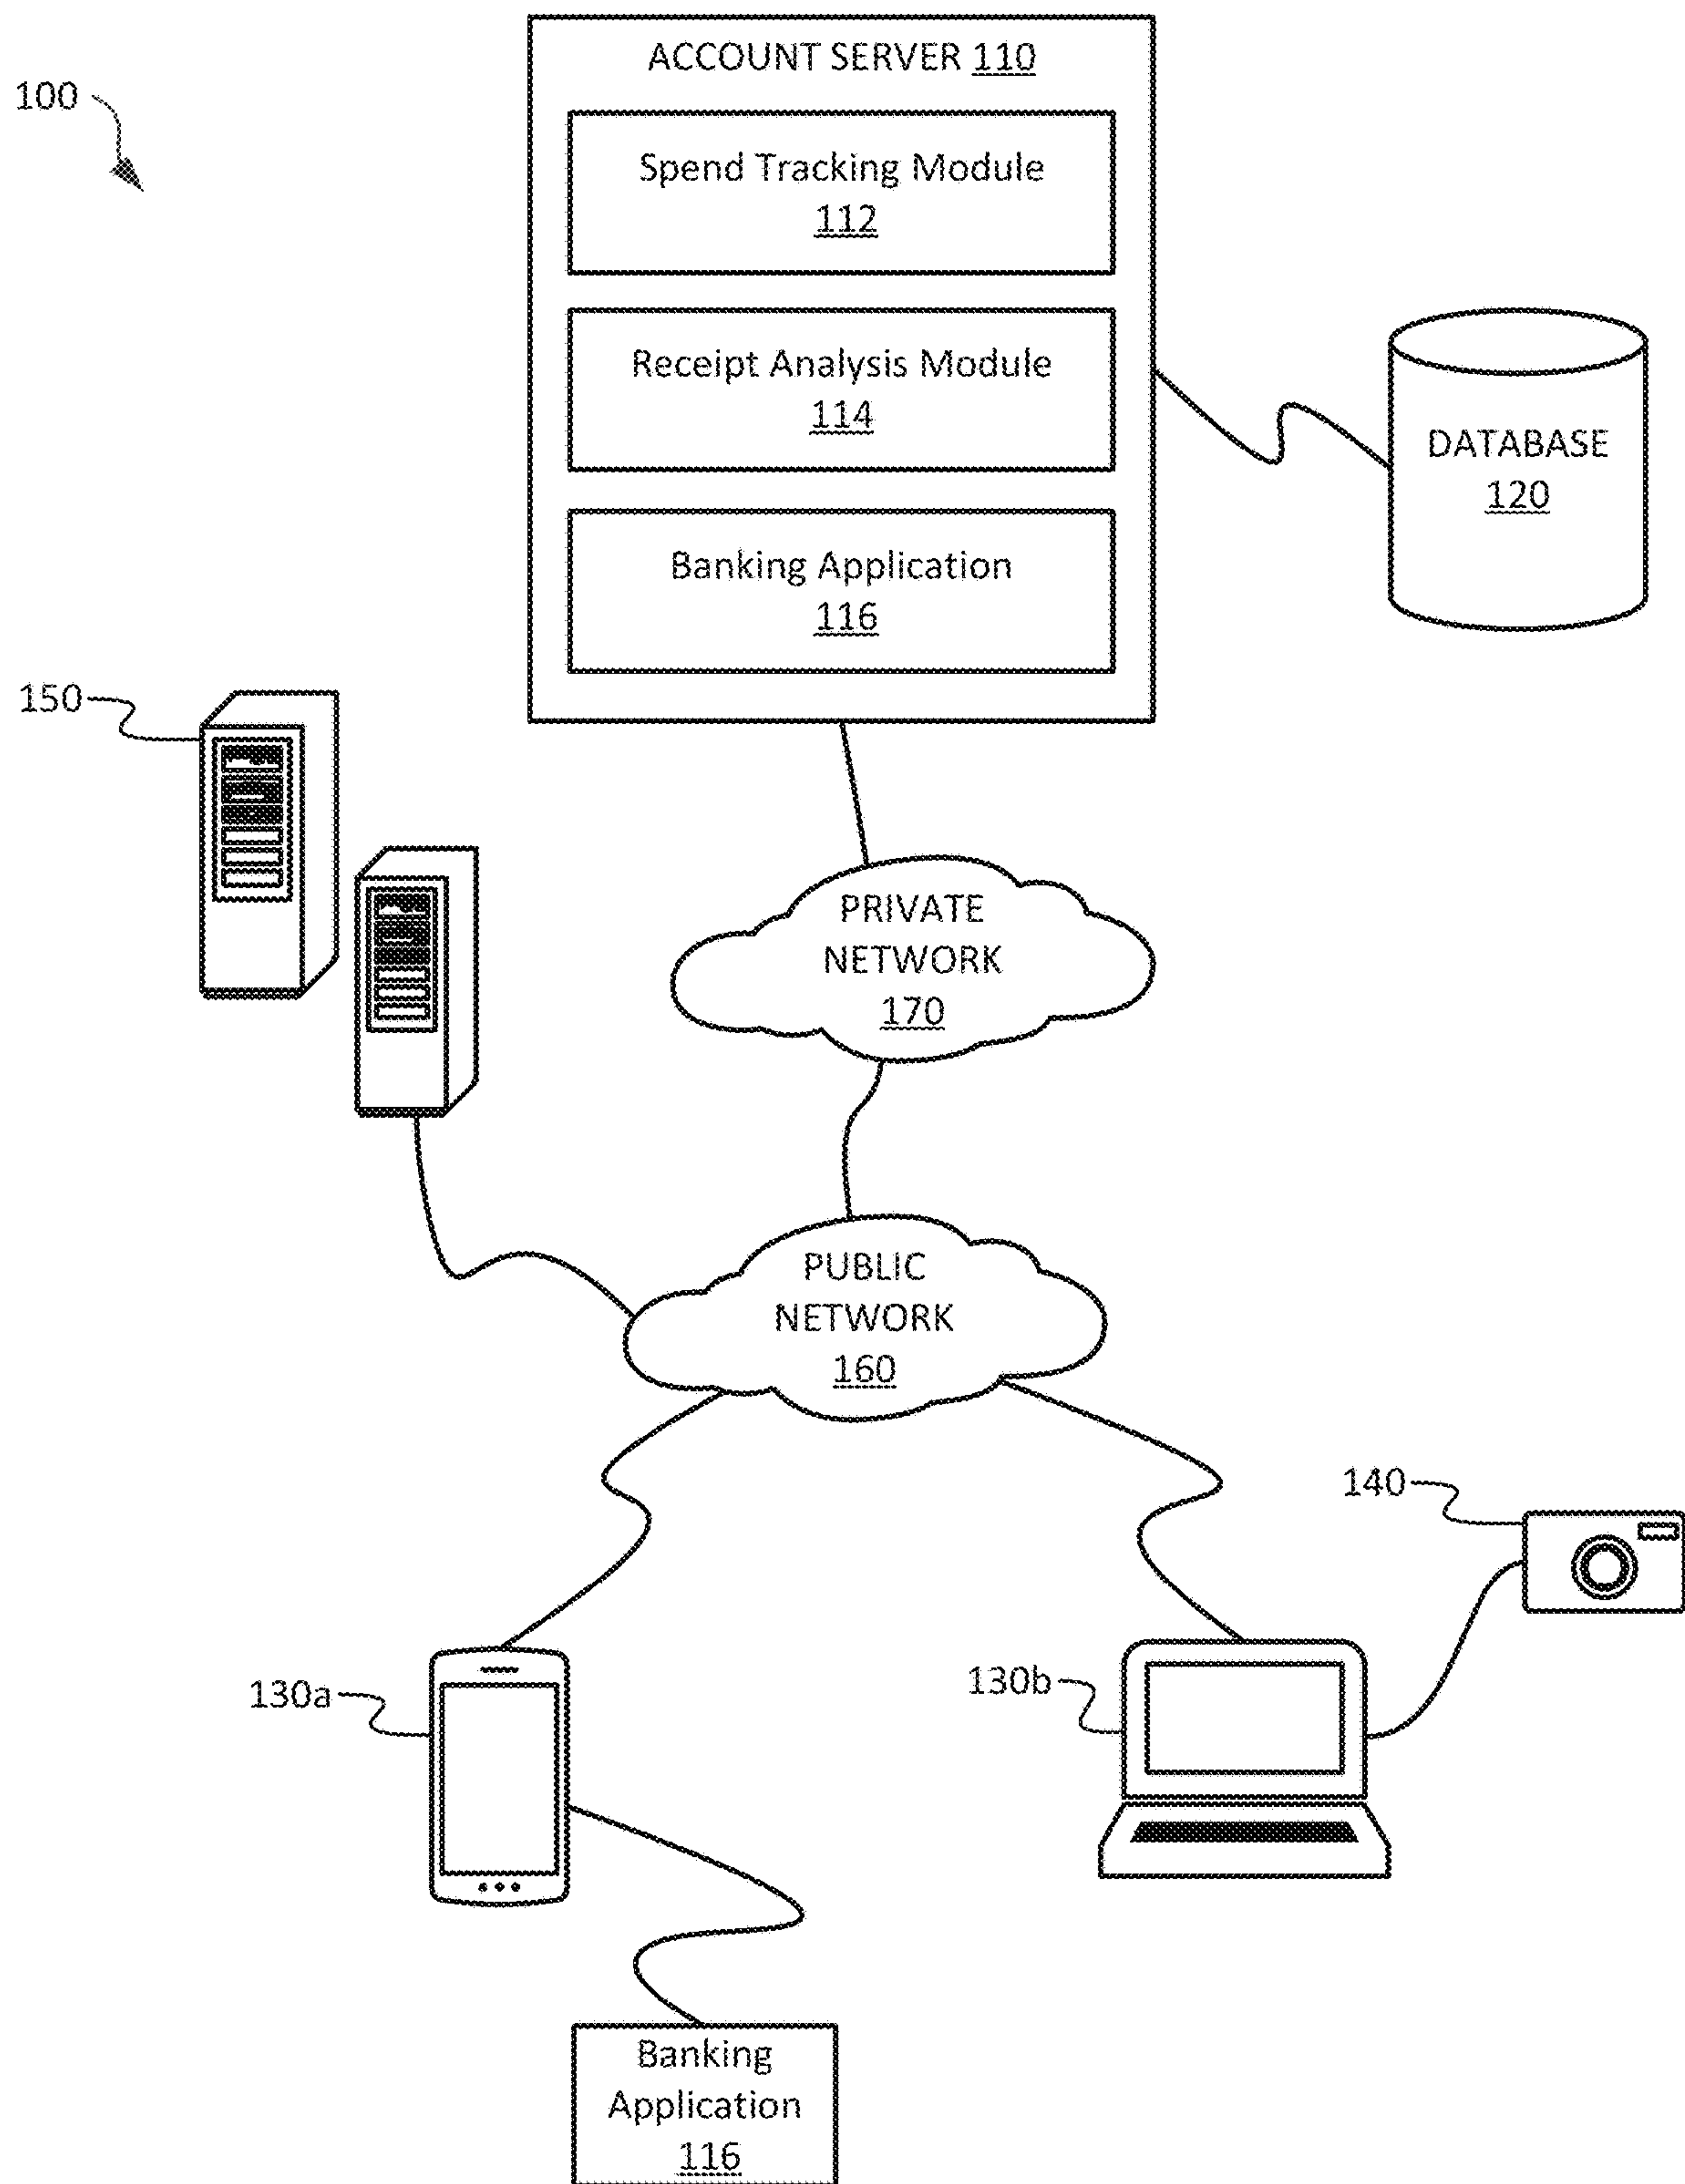 ACCOUNT SERVER 110
100
Spend Tracking Module
112
Receipt Analysis Module
114
DATABASE
120
Banking Application
116
150
PRIVATE
NETWORK
170
PUBLIC
NETWORK
160
140
130a
130b
Banking
Application
116